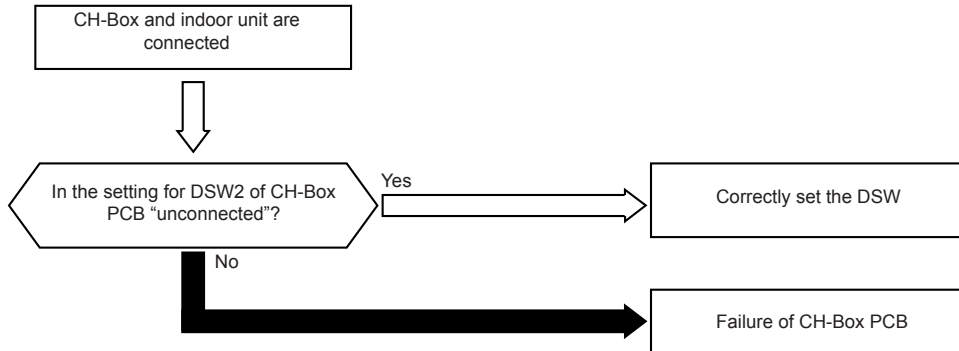 CH-Box and indoor unit are
connected
In the setting for DSW2 of CH-Box
PCB “unconnected”?
Yes
Correctly set the DSW
No
Failure of CH-Box PCB